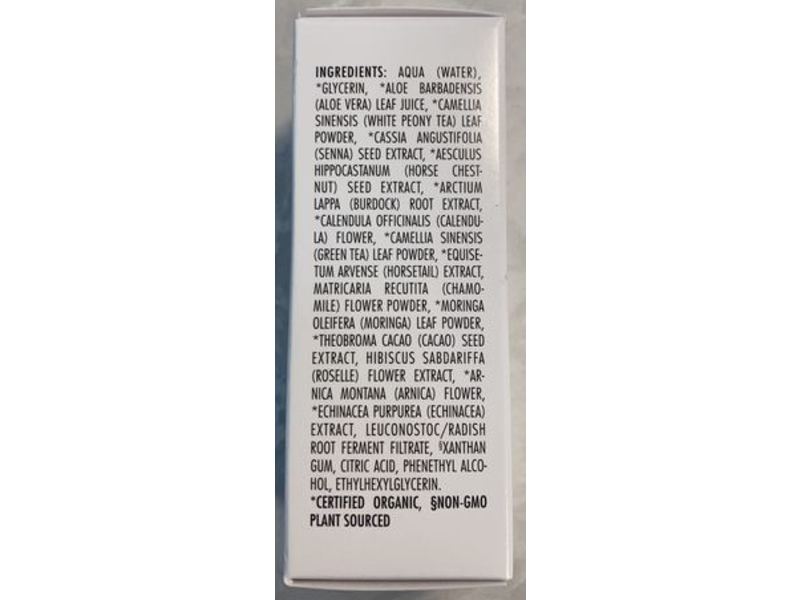 INGREDIENTS: AQUA (WATER),
*GLYCERIN, *ALOE BARBADENSIS
(ALOE VERA) LEAF JUICE, *CAMELLIA
SINENSIS (WHITE PEONY TEA) LEAF
POWDER, *CASSIA ANGUSTIFOLIA
(SENNA) SEED EXTRACT, *AESCULUS
HIPPOCASTANUM (HORSE CHEST-
NUT) SEED EXTRACT, *ARCTIUM
LAPPA (BURDOCK) ROOT EXTRACT,
*CALENDULA OFFICINALIS (CALENDU-
LA) FLOWER, *CAMELLIA SINENSIS
(GREEN TEA) LEAF POWDER, *EQUISE-
TUM ARVENSE (HORSETAIL) EXTRACT,
MATRICARIA RECUTITA (CHAMO-
MILE) FLOWER POWDER, *MORINGA
OLEIFERA (MORINGA) LEAF POWDER,
*THEOBROMA CACAO (CACAO) SEED
EXTRACT, HIBISCUS SABDARIFFA
(ROSELLE) FLOWER EXTRACT, *AR-
NICA MONTANA (ARNICA) FLOWER,
*ECHINACEA PURPUREA (ECHINACEA)
EXTRACT, LEUCONOSTOC/RADISH
ROOT FERMENT FILTRATE, §XANTHAN
GUM, CITRIC ACID, PHENETHYL ALCO-
HOL, ETHYLHEXYLGLYCERIN.
*CERTIFIED ORGANIC, §NON-GMO
PLANT SOURCED